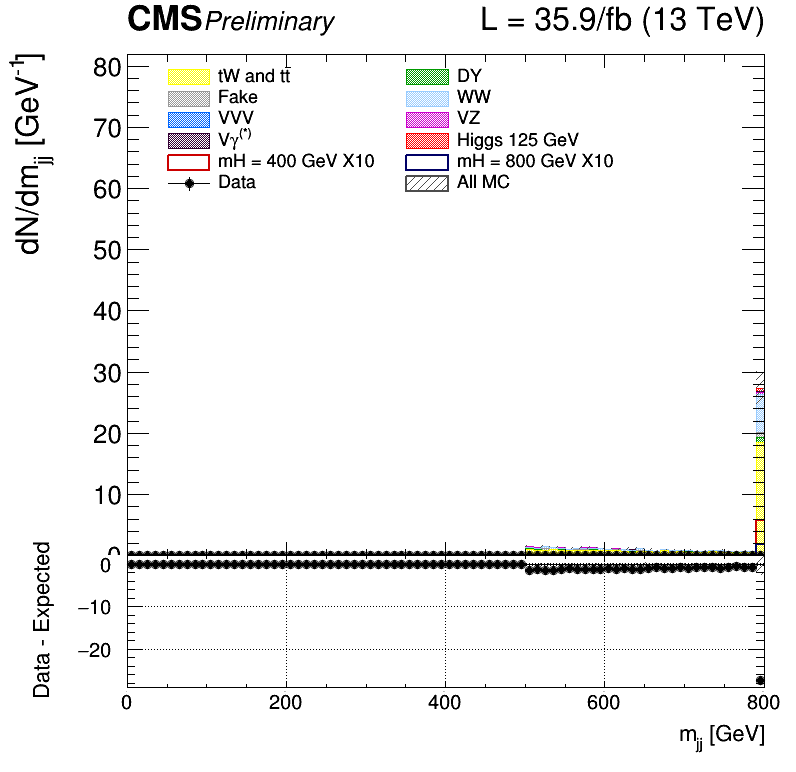 CMS Preliminary L = 35.9/fb (13 TeV)
dN/dm_jj [GeV^-1]
80
70
60
50
40
30
20
10
0
tW and tt̄ DY
Fake WW
VVV VZ
Vγ(*) Higgs 125 GeV
mH = 400 GeV X10 mH = 800 GeV X10
Data All MC
Data - Expected
0
−10
−20
0 200 400 600 800
m_jj [GeV]